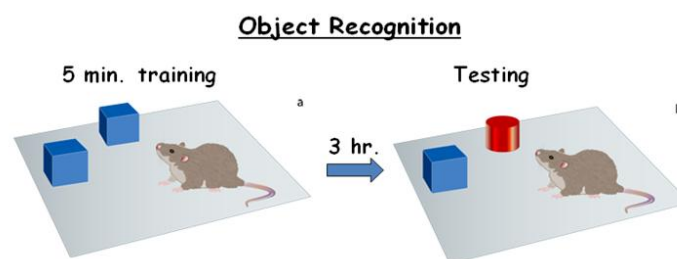 Object Recognition
5 min. training
Testing
a
3 hr.